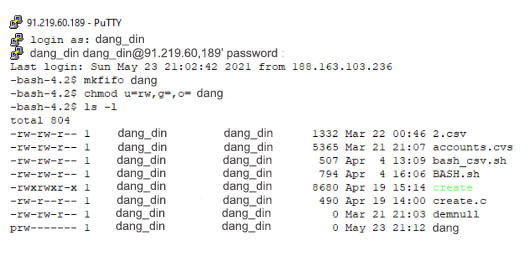 91.219.60.189 - PuTTY
login as: dang_din
dang_din dang_din@91.219.60,189' password :
Last login: Sun May 23 21:02:42 2021 from 188.163.103.236
-bash-4.2$ mkfifo dang
-bash-4.2$ chmod u=rw,g=,o= dang
-bash-4.2$ ls -l
total 804
-rw-rw-r-- 1 dang_din dang_din 1332 Mar 22 00:46 2.csv
-rw-rw-r-- 1 dang_din dang_din 5365 Mar 21 21:07 accounts.cvs
-rw-rw-r-- 1 dang_din dang_din 507 Apr 4 13:09 bash_csv.sh
-rw-rw-r-- 1 dang_din dang_din 794 Apr 4 16:06 BASH.sh
-rwxrwxr-x 1 dang_din dang_din 8680 Apr 19 15:14 create
-rw-r--r-- 1 dang_din dang_din 490 Apr 19 14:00 create.c
-rw-rw-r-- 1 dang_din dang_din 0 Mar 21 21:03 demnull
prw------- 1 dang_din dang_din 0 May 23 21:12 dang